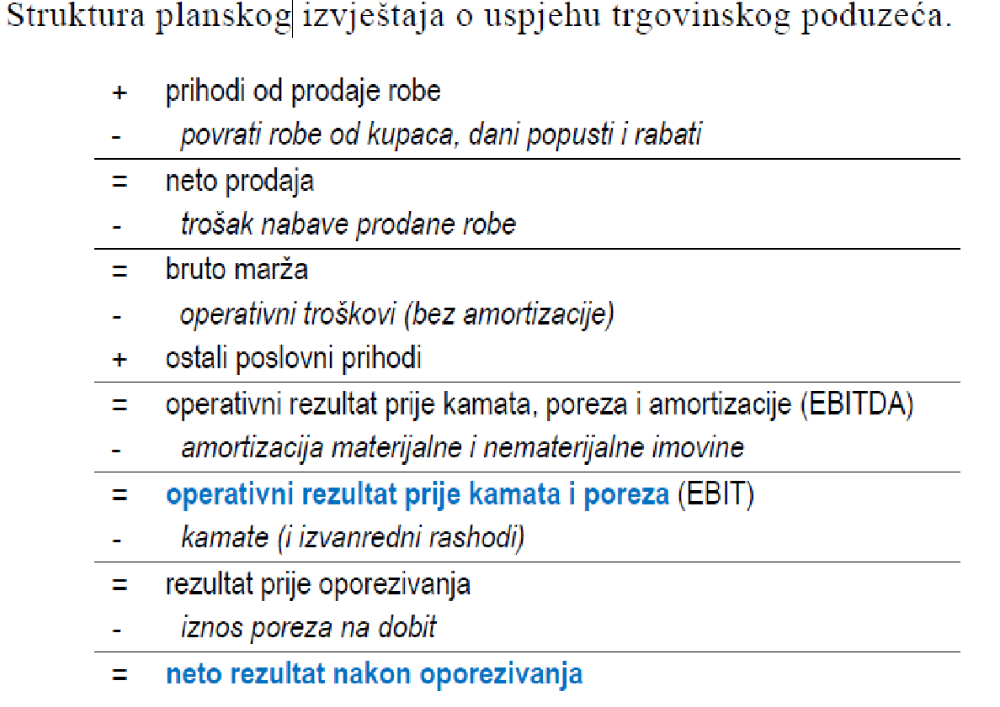 Struktura planskog izvještaja o uspjehu trgovinskog poduzeća.
+ prihodi od prodaje robe
- povrati robe od kupaca, dani popusti i rabati
= neto prodaja
- trošak nabave prodane robe
= bruto marža
- operativni troškovi (bez amortizacije)
+ ostali poslovni prihodi
= operativni rezultat prije kamata, poreza i amortizacije (EBITDA)
- amortizacija materijalne i nematerijalne imovine
= operativni rezultat prije kamata i poreza (EBIT)
- kamate (i izvanredni rashodi)
= rezultat prije oporezivanja
- iznos poreza na dobit
= neto rezultat nakon oporezivanja